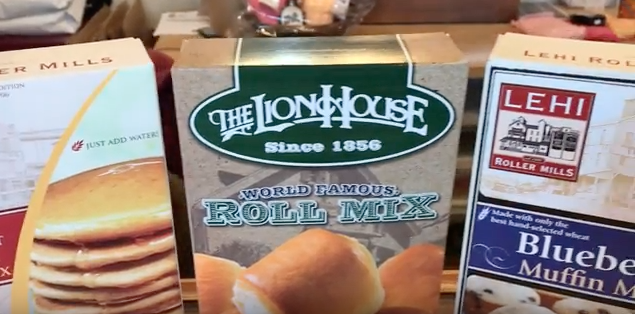 ER MILLS
JUST ADD WATER!
THE LION HOUSE
Since 1856
WORLD FAMOUS
ROLL MIX
LEHI ROL
LEHI
ROLLER MILLS
Made with only the
best hand-selected wheat
Bluebe
Muffin M